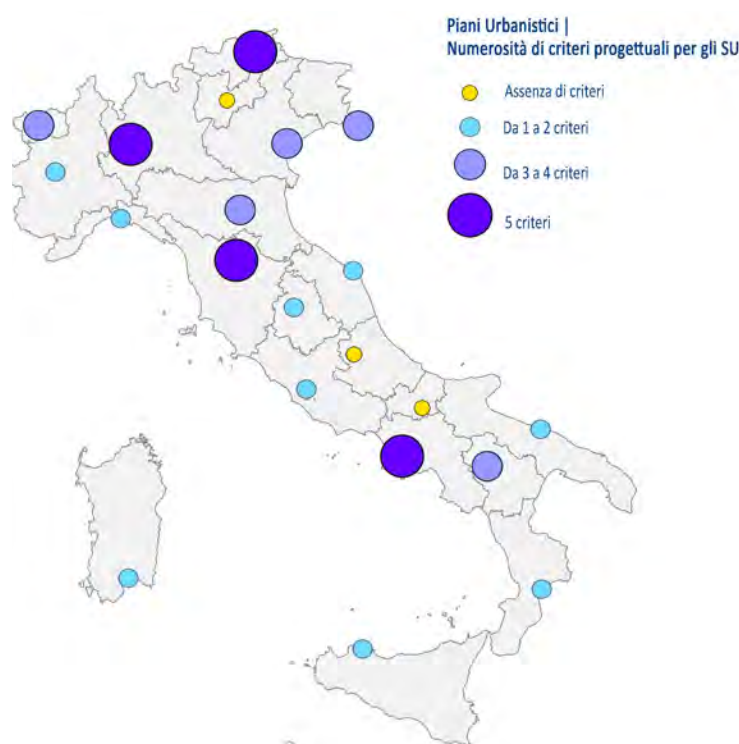 Piani Urbanistici |
Numerosità di criteri progettuali per gli SU
Assenza di criteri
Da 1 a 2 criteri
Da 3 a 4 criteri
5 criteri